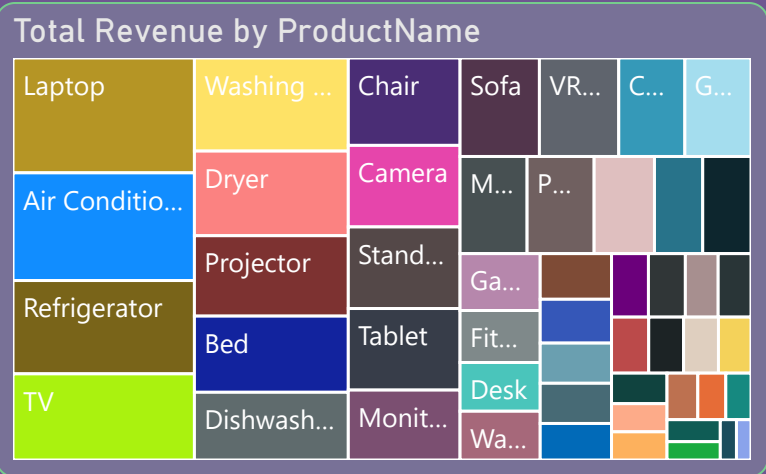 Total Revenue by ProductName
Laptop
Air Conditio...
Refrigerator
TV
Washing ...
Dryer
Projector
Bed
Dishwash...
Chair
Camera
Stand...
Tablet
Monit...
Sofa
VR...
C...
G...
M...
P...
Ga...
Fit...
Desk
Wa...